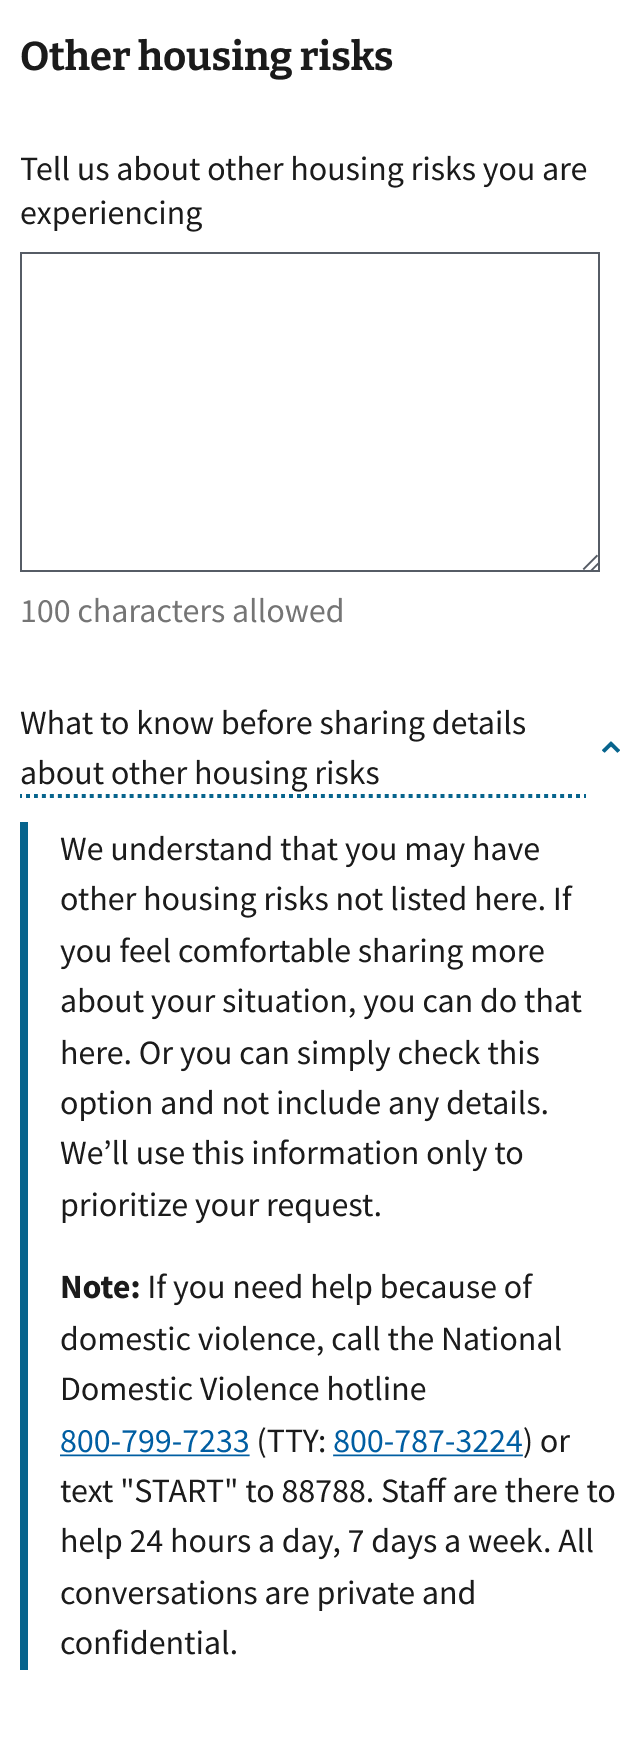 Other housing risks
Tell us about other housing risks you are
experiencing
100 characters allowed
What to know before sharing details
about other housing risks
We understand that you may have
other housing risks not listed here. If
you feel comfortable sharing more
about your situation, you can do that
here. Or you can simply check this
option and not include any details.
We’ll use this information only to
prioritize your request.
Note: If you need help because of
domestic violence, call the National
Domestic Violence hotline
800-799-7233 (TTY: 800-787-3224) or
text "START" to 88788. Staff are there to
help 24 hours a day, 7 days a week. All
conversations are private and
confidential.